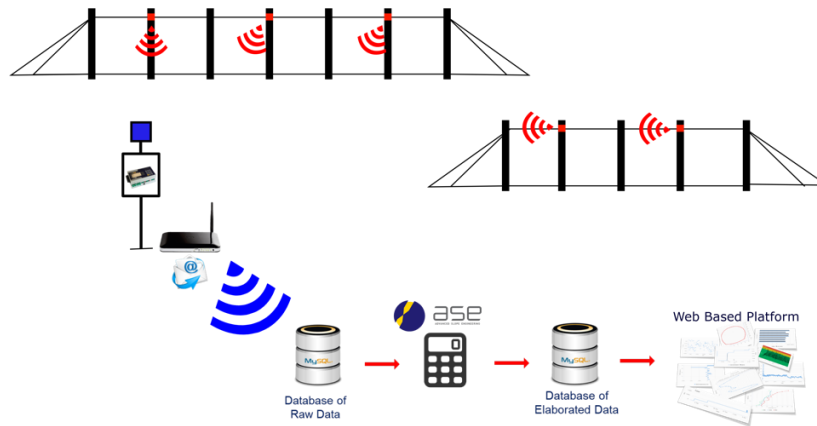 @
ase
Web Based Platform
MySQL
MySQL
Database of
Raw Data
Database of
Elaborated Data